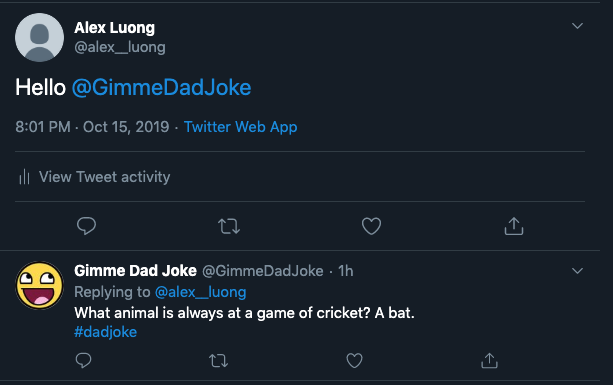 Alex Luong
@alex__luong
Hello @GimmeDadJoke
8:01 PM · Oct 15, 2019 · Twitter Web App
View Tweet activity
Gimme Dad Joke @GimmeDadJoke · 1h
Replying to @alex__luong
What animal is always at a game of cricket? A bat.
#dadjoke